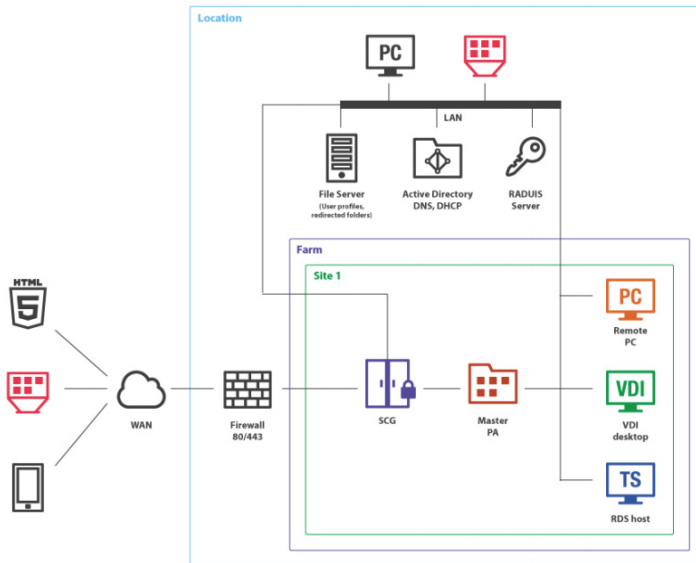 Location
PC
LAN
File Server
(User profiles,
redirected folders)
Active Directory
DNS, DHCP
RADUIS
Server
Farm
Site 1
HTML
5
WAN
Firewall
80/443
SCG
Master
PA
PC
Remote
PC
VDI
VDI
desktop
TS
RDS host